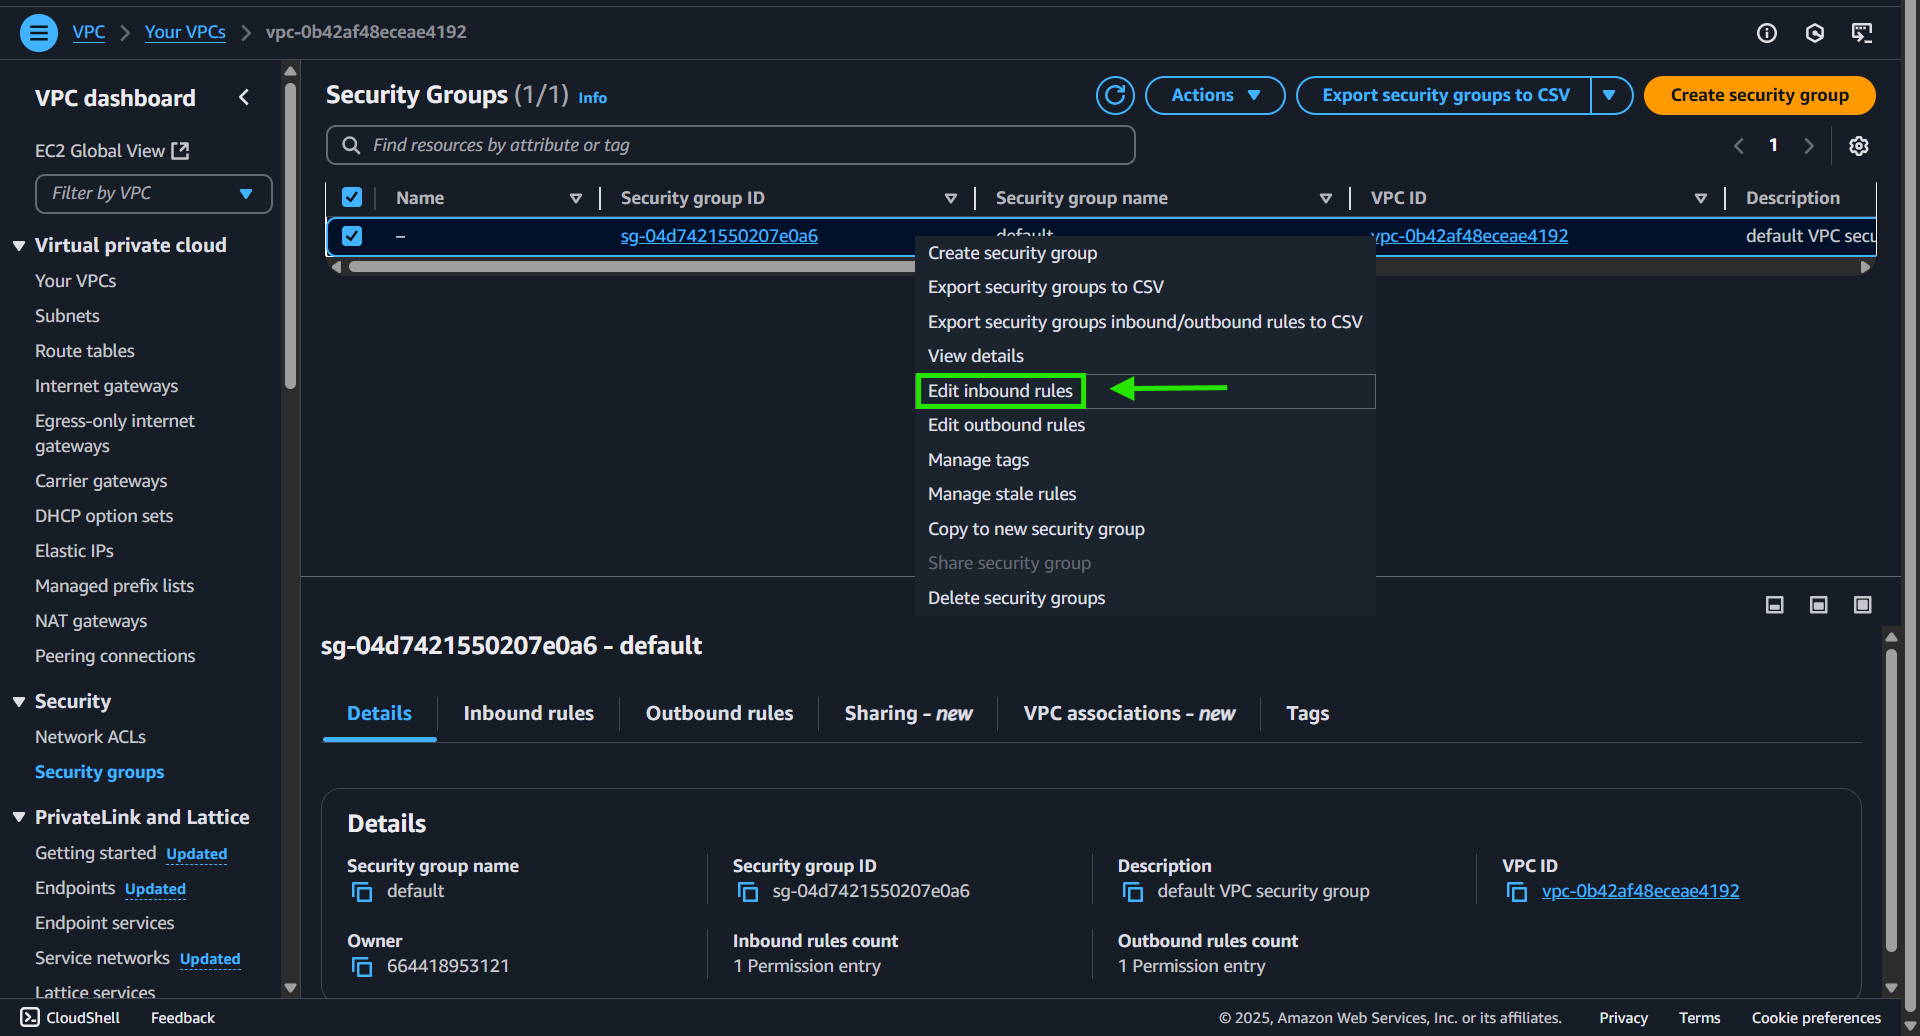 VPC
Your VPCs
vpc-0b42af48eceae4192
VPC dashboard
EC2 Global View
Filter by VPC
Virtual private cloud
Your VPCs
Subnets
Route tables
Internet gateways
Egress-only internet
gateways
Carrier gateways
DHCP option sets
Elastic IPs
Managed prefix lists
NAT gateways
Peering connections
Security
Network ACLs
Security groups
PrivateLink and Lattice
Getting started Updated
Endpoints Updated
Endpoint services
Service networks Updated
Lattice services
Security Groups (1/1) Info
Actions
Export security groups to CSV
Create security group
Find resources by attribute or tag
1
Name
Security group ID
Security group name
VPC ID
Description
–
sg-04d7421550207e0a6
default
vpc-0b42af48eceae4192
default VPC secu
Create security group
Export security groups to CSV
Export security groups inbound/outbound rules to CSV
View details
Edit inbound rules
Edit outbound rules
Manage tags
Manage stale rules
Copy to new security group
Share security group
Delete security groups
sg-04d7421550207e0a6 - default
Details
Inbound rules
Outbound rules
Sharing - new
VPC associations - new
Tags
Details
Security group name
default
Security group ID
sg-04d7421550207e0a6
Description
default VPC security group
VPC ID
vpc-0b42af48eceae4192
Owner
664418953121
Inbound rules count
1 Permission entry
Outbound rules count
1 Permission entry
CloudShell
Feedback
© 2025, Amazon Web Services, Inc. or its affiliates.
Privacy
Terms
Cookie preferences